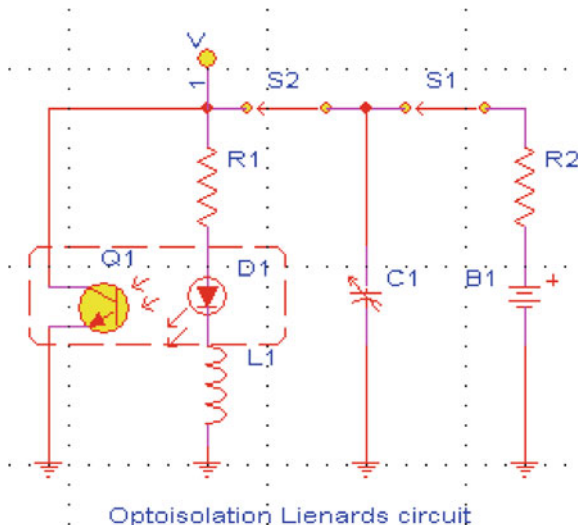 V
1
S2
S1
R1
R2
Q1
D1
C1
B1
+
L1
Optoisolation Lienards circuit